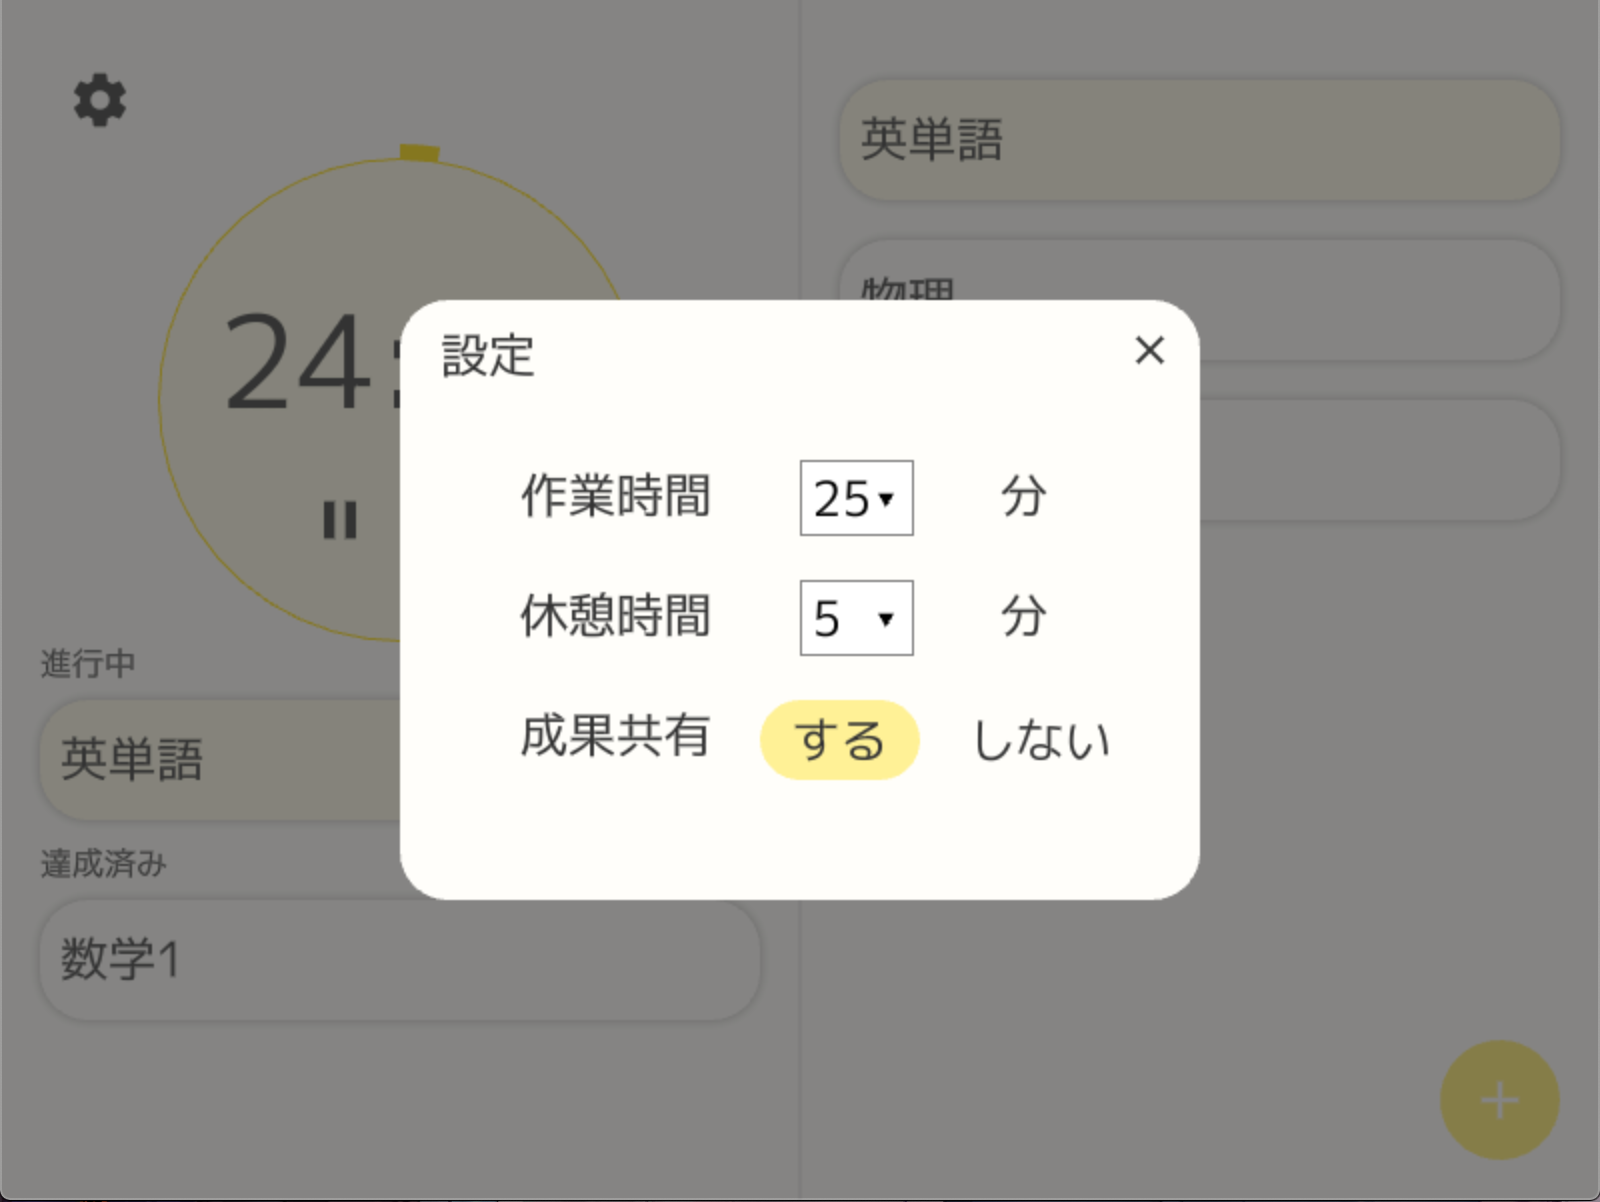 英単語
物理
24:
設定
作業時間 25 分
休憩時間 5 分
成果共有 する しない
進行中
英単語
達成済み
数学1